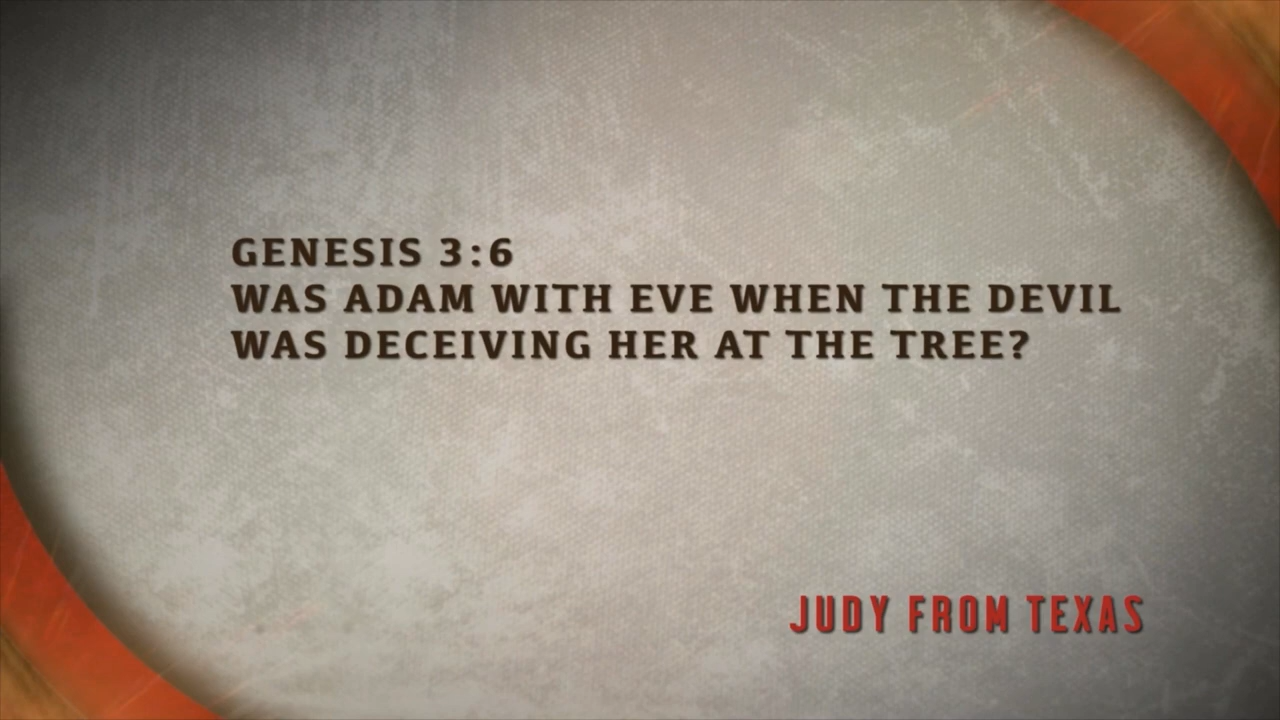 GENESIS 3:6
WAS ADAM WITH EVE WHEN THE DEVIL
WAS DECEIVING HER AT THE TREE?
JUDY FROM TEXAS